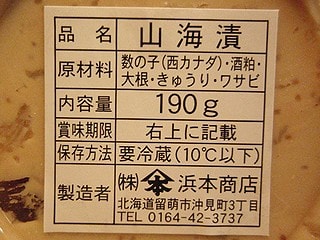 品名 山海漬
原材料 数の子(西カナダ)・酒粕・
大根・きゅうり・ワサビ
内容量 190g
賞味期限 右上に記載
保存方法 要冷蔵(10℃以下)
製造者 ㈱ 本 浜本商店
北海道留萌市沖見町3丁目
TEL 0164-42-3737